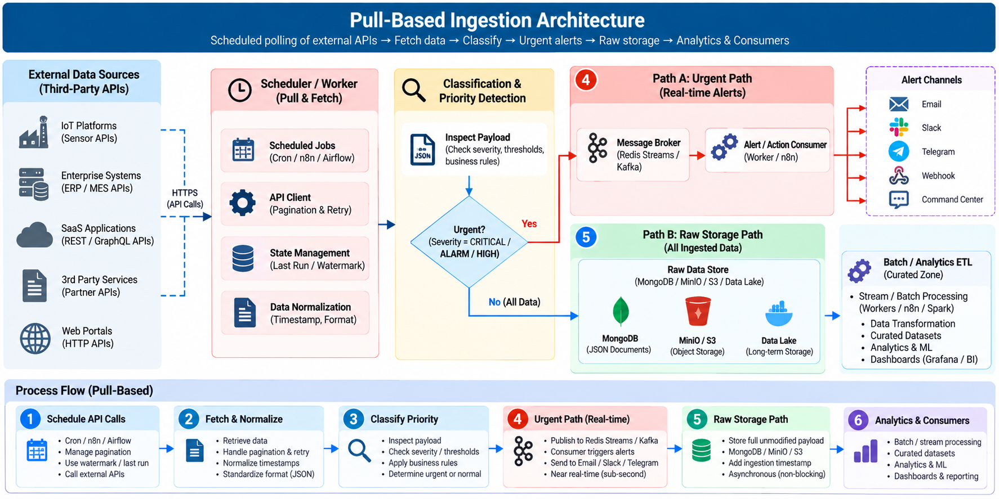 Pull-Based Ingestion Architecture
Scheduled polling of external APIs → Fetch data → Classify → Urgent alerts → Raw storage → Analytics & Consumers
External Data Sources
(Third-Party APIs)
IoT Platforms
(Sensor APIs)
Enterprise Systems
(ERP / MES APIs)
SaaS Applications
(REST / GraphQL APIs)
3rd Party Services
(Partner APIs)
Web Portals
(HTTP APIs)
HTTPS
(API Calls)
Scheduler / Worker
(Pull & Fetch)
Scheduled Jobs
(Cron / n8n / Airflow)
API Client
(Pagination & Retry)
State Management
(Last Run / Watermark)
Data Normalization
(Timestamp, Format)
Classification &
Priority Detection
JSON
Inspect Payload
(Check severity, thresholds,
business rules)
Urgent?
(Severity = CRITICAL /
ALARM / HIGH)
Yes
No (All Data)
4
Path A: Urgent Path
(Real-time Alerts)
Message Broker
(Redis Streams /
Kafka)
Alert / Action Consumer
(Worker / n8n)
Alert Channels
Email
Slack
Telegram
Webhook
Command Center
5
Path B: Raw Storage Path
(All Ingested Data)
Raw Data Store
(MongoDB / MinIO / S3 / Data Lake)
MongoDB
(JSON Documents)
MiniO / S3
(Object Storage)
Data Lake
(Long-term Storage)
Batch / Analytics ETL
(Curated Zone)
• Stream / Batch Processing
(Workers / n8n / Spark)
• Data Transformation
• Curated Datasets
• Analytics & ML
• Dashboards (Grafana / BI)
Process Flow (Pull-Based)
1 Schedule API Calls
• Cron / n8n / Airflow
• Manage pagination
• Use watermark / last run
• Call external APIs
2 Fetch & Normalize
• Retrieve data
• Handle pagination & retry
• Normalize timestamps
• Standardize format (JSON)
3 Classify Priority
• Inspect payload
• Check severity / thresholds
• Apply business rules
• Determine urgent or normal
4 Urgent Path (Real-time)
• Publish to Redis Streams / Kafka
• Consumer triggers alerts
• Send to Email / Slack / Telegram
• Near real-time (sub-second)
5 Raw Storage Path
• Store full unmodified payload
• MongoDB / MiniO / S3
• Add ingestion timestamp
• Asynchronous (non-blocking)
6 Analytics & Consumers
• Batch / stream processing
• Curated datasets
• Analytics & ML
• Dashboards & reporting